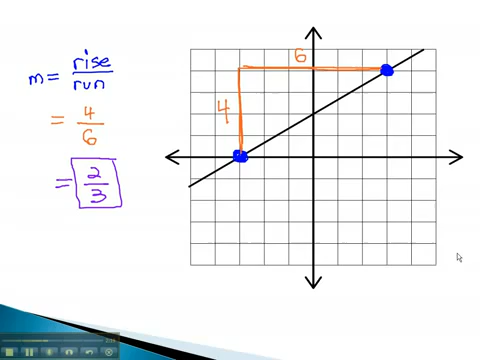 m = rise/run
= 4/6
= 2/3
6
4